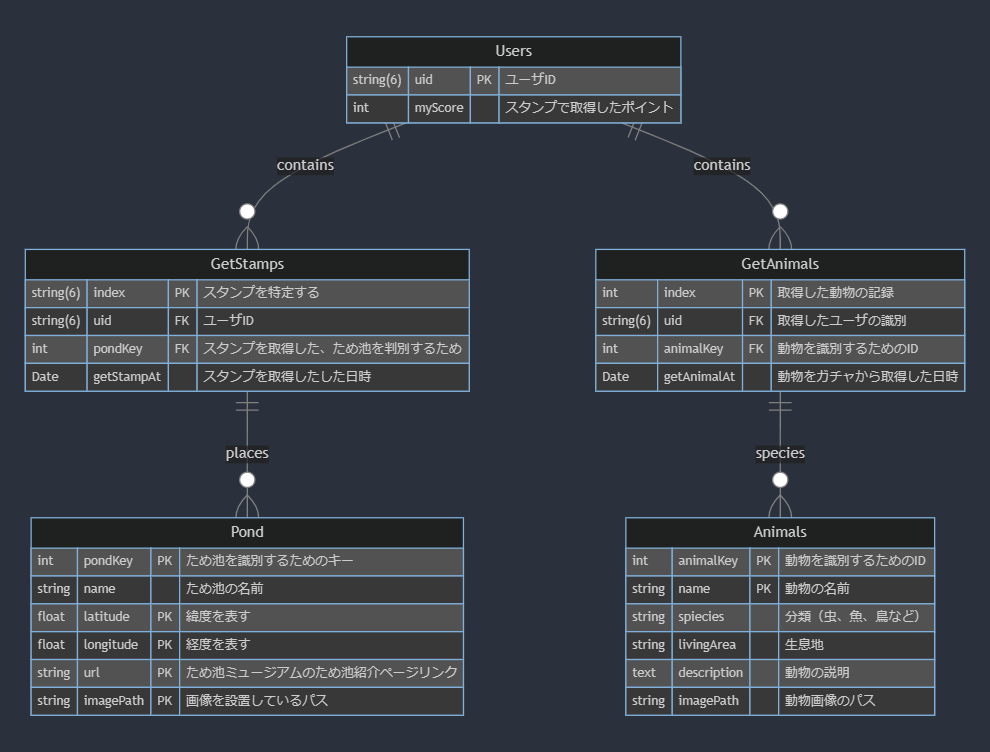 Users
string(6) uid PK ユーザID
int myScore スタンプで取得したポイント
contains
contains
GetStamps
string(6) index PK スタンプを特定する
string(6) uid FK ユーザID
int pondKey FK スタンプを取得した、ため池を判別するため
Date getStampAt スタンプを取得したした日時
GetAnimals
int index PK 取得した動物の記録
string(6) uid FK 取得したユーザの識別
int animalKey FK 動物を識別するためのID
Date getAnimalAt 動物をガチャから取得した日時
places
species
Pond
int pondKey PK ため池を識別するためのキー
string name ため池の名前
float latitude PK 緯度を表す
float longitude PK 経度を表す
string url PK ため池ミュージアムのため池紹介ページリンク
string imagePath PK 画像を設置しているパス
Animals
int animalKey PK 動物を識別するためのID
string name PK 動物の名前
string spiecies 分類（虫、魚、鳥など）
string livingArea 生息地
text description 動物の説明
string imagePath 動物画像のパス